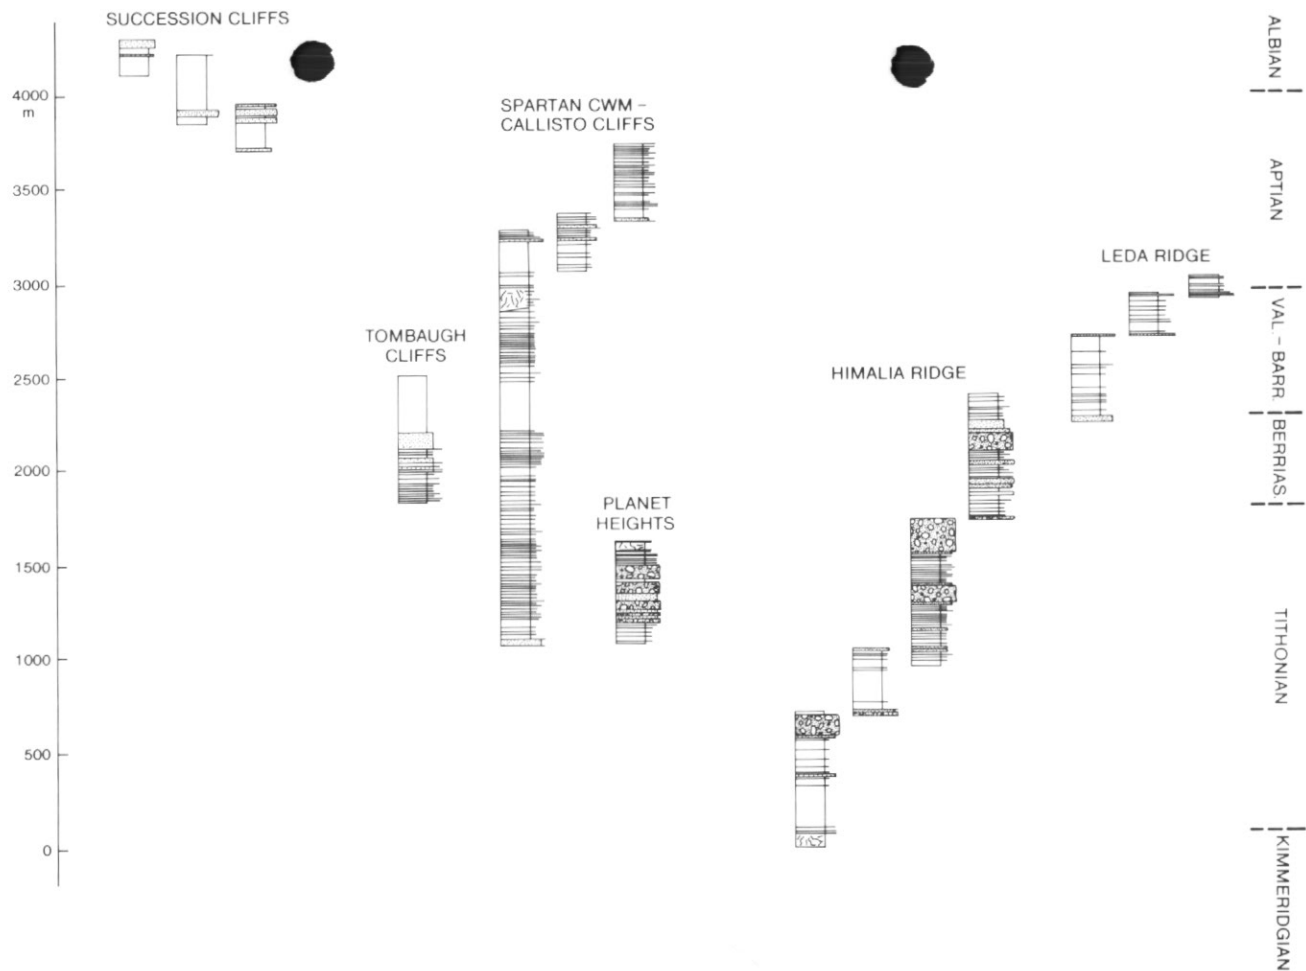 SUCCESSION CLIFFS
4000
m
SPARTAN CWM –
CALLISTO CLIFFS
3500
LEDA RIDGE
3000
TOMBAUGH
CLIFFS
HIMALIA RIDGE
2500
2000
PLANET
HEIGHTS
1500
1000
500
0
ALBIAN
APTIAN
VAL. – BARR.
BERRIAS.
TITHONIAN
KIMMERIDGIAN